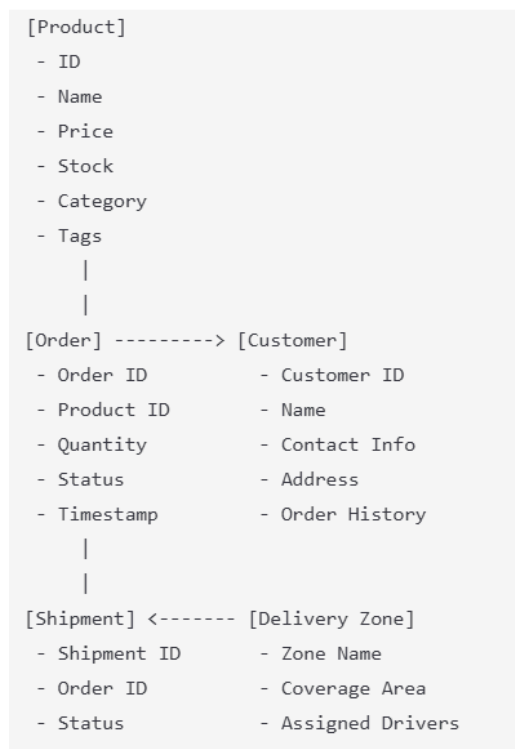 [Product]
- ID
- Name
- Price
- Stock
- Category
- Tags
|
|
[Order] ---------> [Customer]
- Order ID - Customer ID
- Product ID - Name
- Quantity - Contact Info
- Status - Address
- Timestamp - Order History
|
|
[Shipment] <------- [Delivery Zone]
- Shipment ID - Zone Name
- Order ID - Coverage Area
- Status - Assigned Drivers